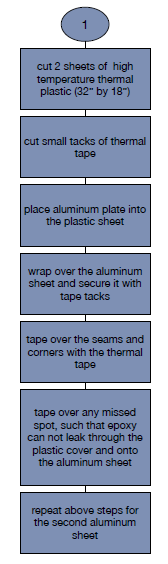 1
cut 2 sheets of high
temperature thermal
plastic (32" by 18")
cut small tacks of thermal
tape
place aluminum plate into
the plastic sheet
wrap over the aluminum
sheet and secure it with
tape tacks
tape over the seams and
corners with the thermal
tape
tape over any missed
spot, such that epoxy
can not leak through the
plastic cover and onto
the aluminum sheet
repeat above steps for
the second aluminum
sheet